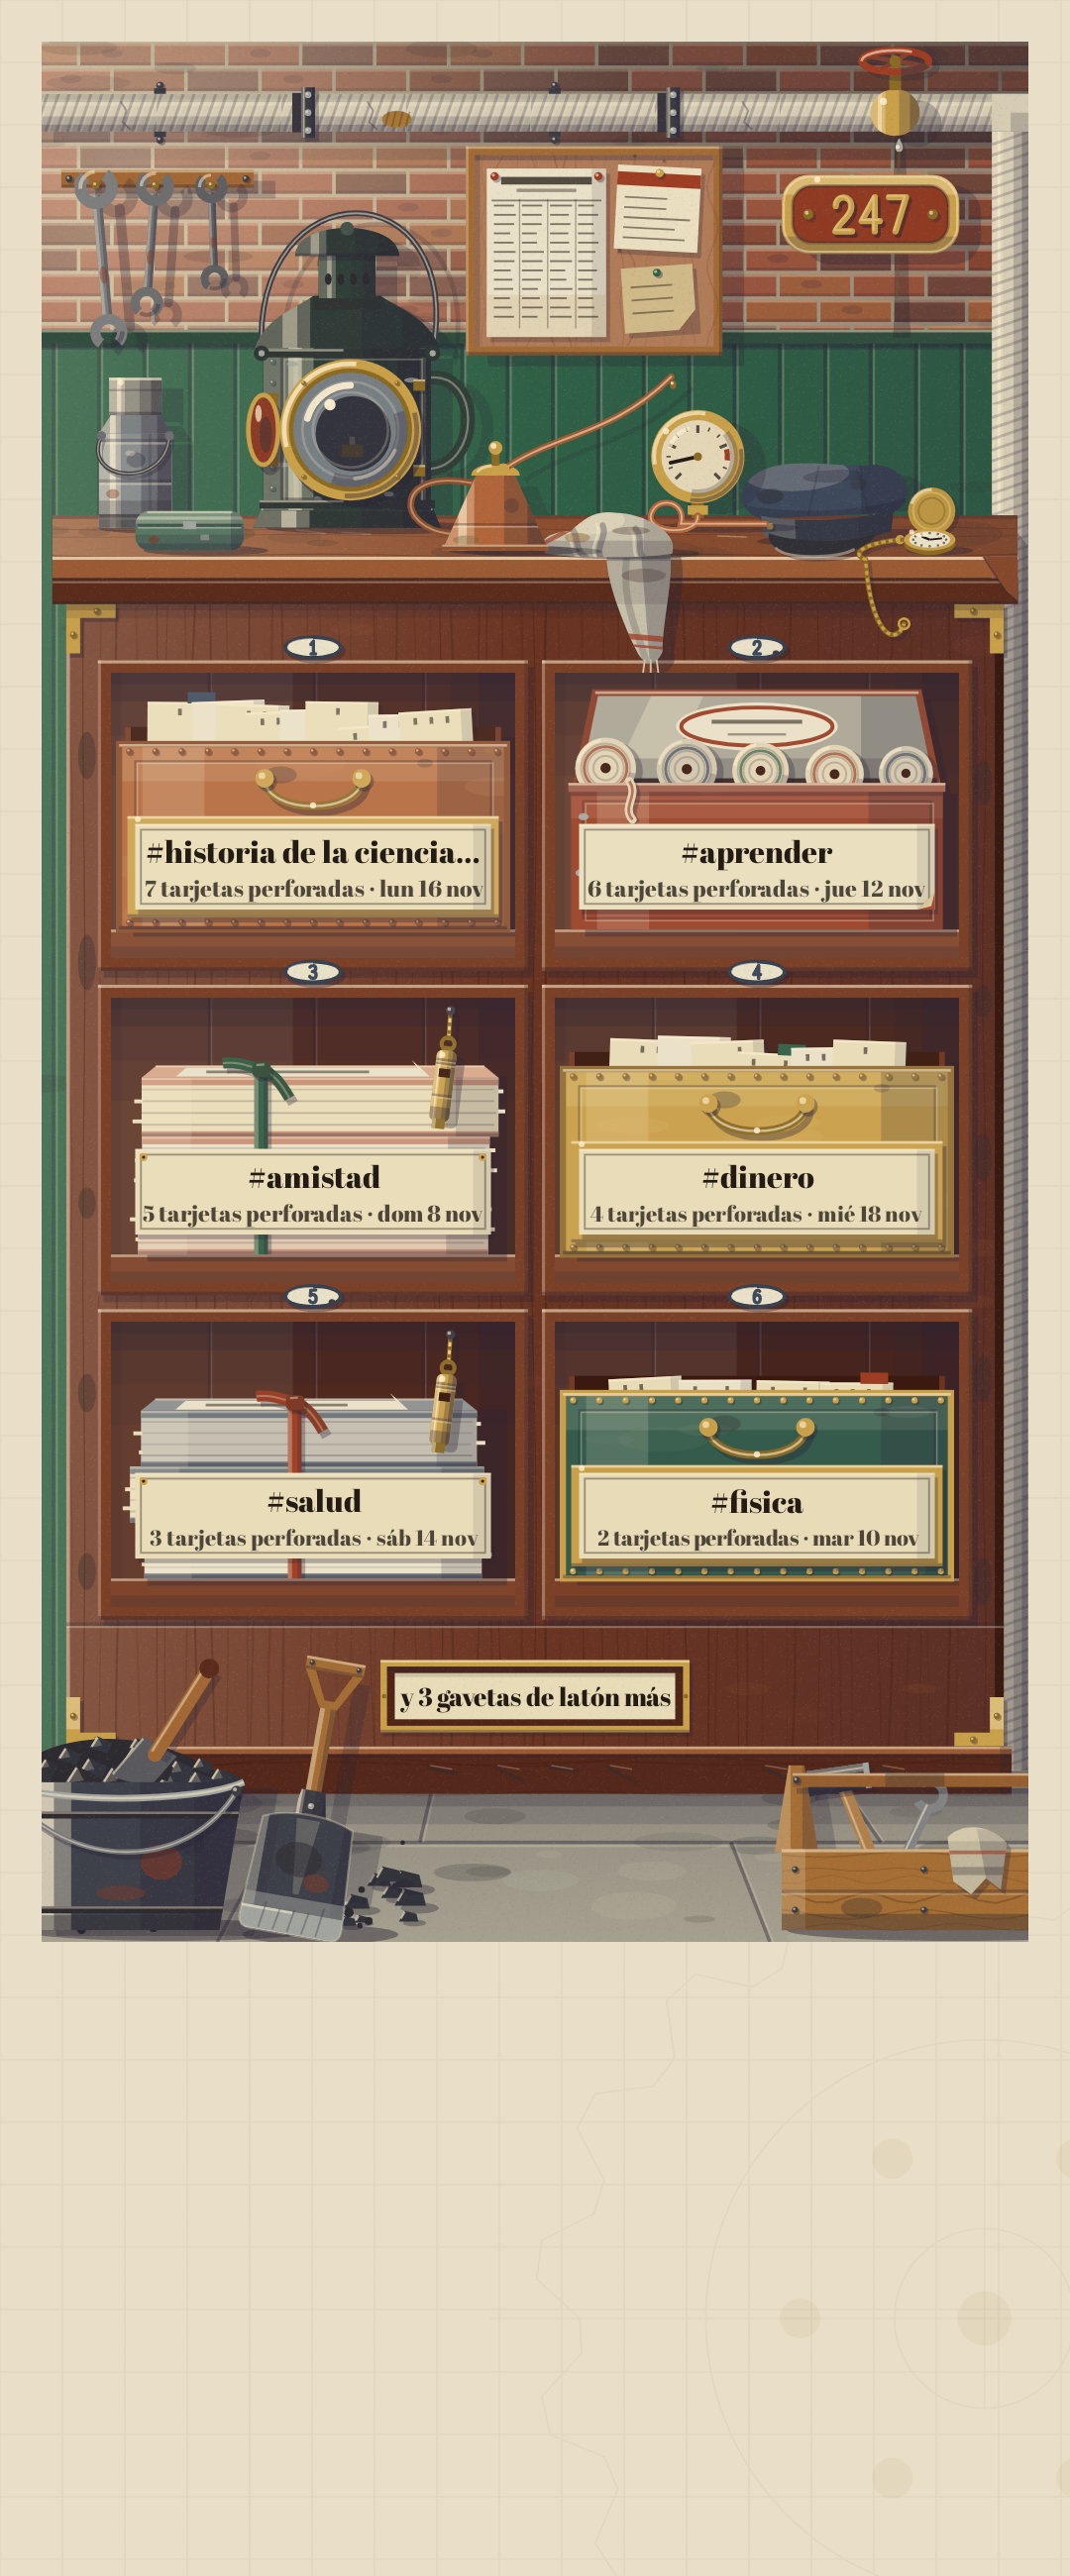 247
1
2
#historia de la ciencia...
7 tarjetas perforadas · lun 16 nov
#aprender
6 tarjetas perforadas · jue 12 nov
3
4
#amistad
5 tarjetas perforadas · dom 8 nov
#dinero
4 tarjetas perforadas · mié 18 nov
5
6
#salud
3 tarjetas perforadas · sáb 14 nov
#fisica
2 tarjetas perforadas · mar 10 nov
y 3 gavetas de latón más